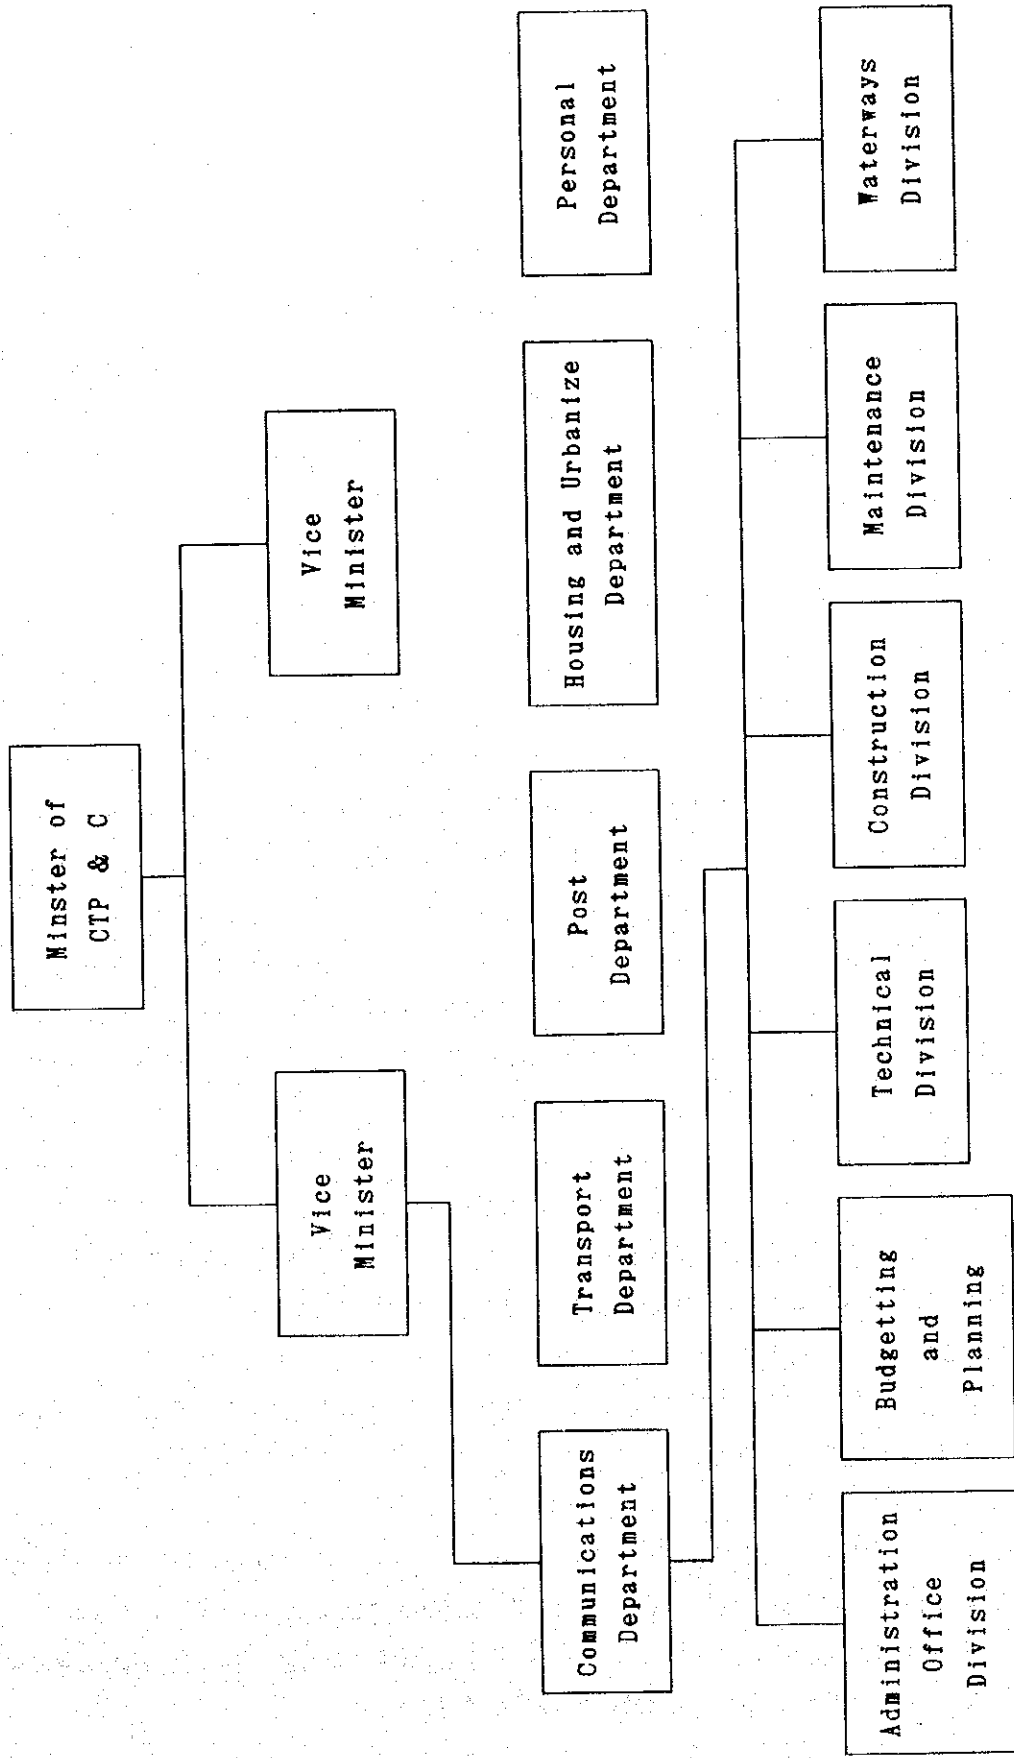 Minster of
CTP & C
Vice
Minister
Vice
Minister
Communications
Department
Transport
Department
Post
Department
Housing and Urbanize
Department
Personal
Department
Administration
Office
Division
Budgetting
and
Planning
Technical
Division
Construction
Division
Maintenance
Division
Waterways
Division